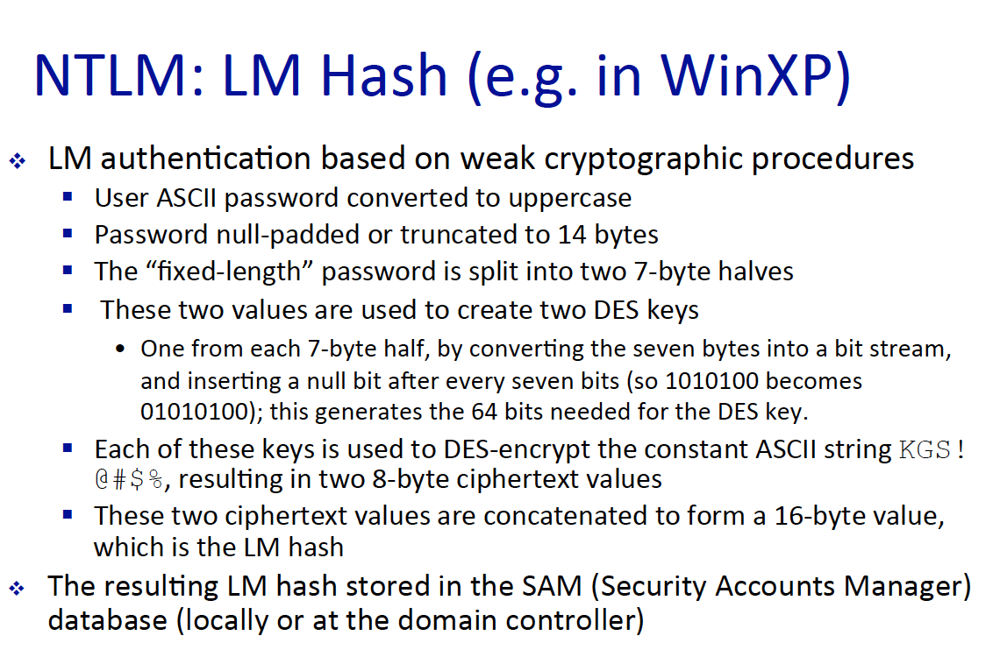 NTLM: LM Hash (e.g. in WinXP)
❖ LM authentication based on weak cryptographic procedures
▪ User ASCII password converted to uppercase
▪ Password null-padded or truncated to 14 bytes
▪ The “fixed-length” password is split into two 7-byte halves
▪ These two values are used to create two DES keys
• One from each 7-byte half, by converting the seven bytes into a bit stream,
and inserting a null bit after every seven bits (so 1010100 becomes
01010100); this generates the 64 bits needed for the DES key.
▪ Each of these keys is used to DES-encrypt the constant ASCII string KGS!
@#$%, resulting in two 8-byte ciphertext values
▪ These two ciphertext values are concatenated to form a 16-byte value,
which is the LM hash
❖ The resulting LM hash stored in the SAM (Security Accounts Manager)
database (locally or at the domain controller)